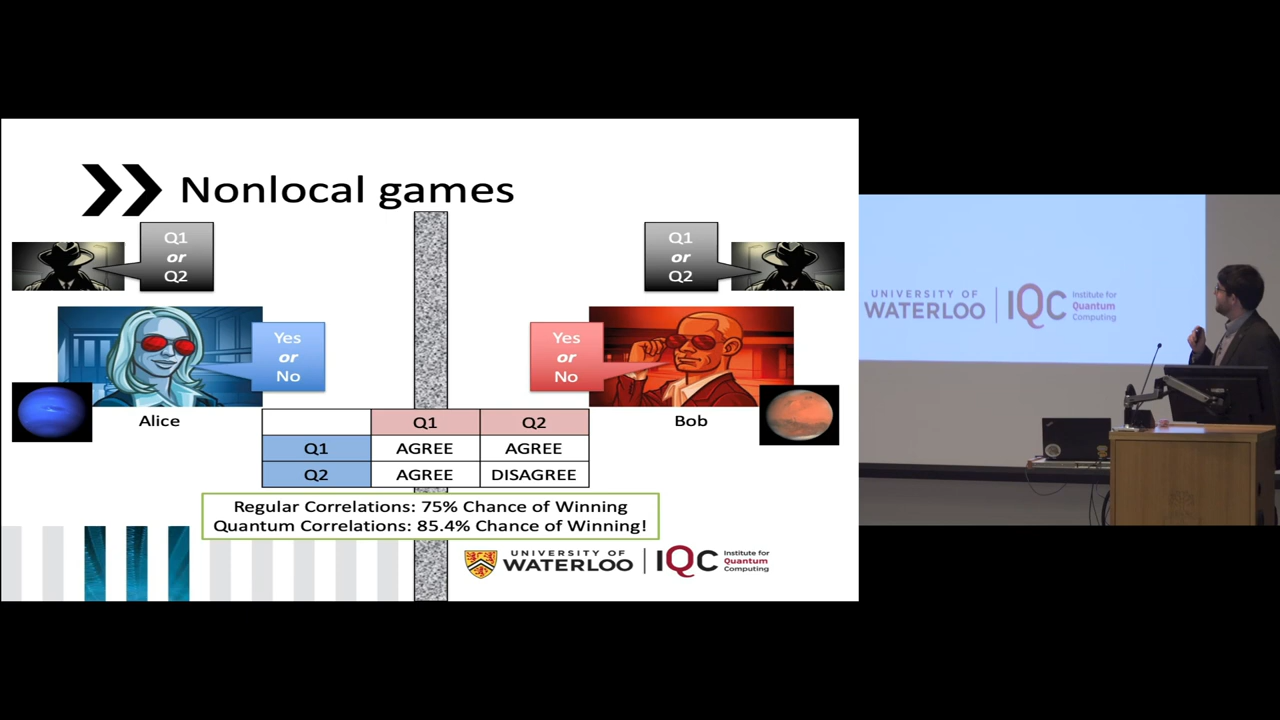 Nonlocal games
Q1
or
Q2
Q1
or
Q2
Yes
or
No
Yes
or
No
Alice
Bob
Q1 Q2
Q1 AGREE AGREE
Q2 AGREE DISAGREE
Regular Correlations: 75% Chance of Winning
Quantum Correlations: 85.4% Chance of Winning!
UNIVERSITY OF
WATERLOO
IQC
Institute for
Quantum
Computing
UNIVERSITY OF
WATERLOO
IQC
Institute for
Quantum
Computing